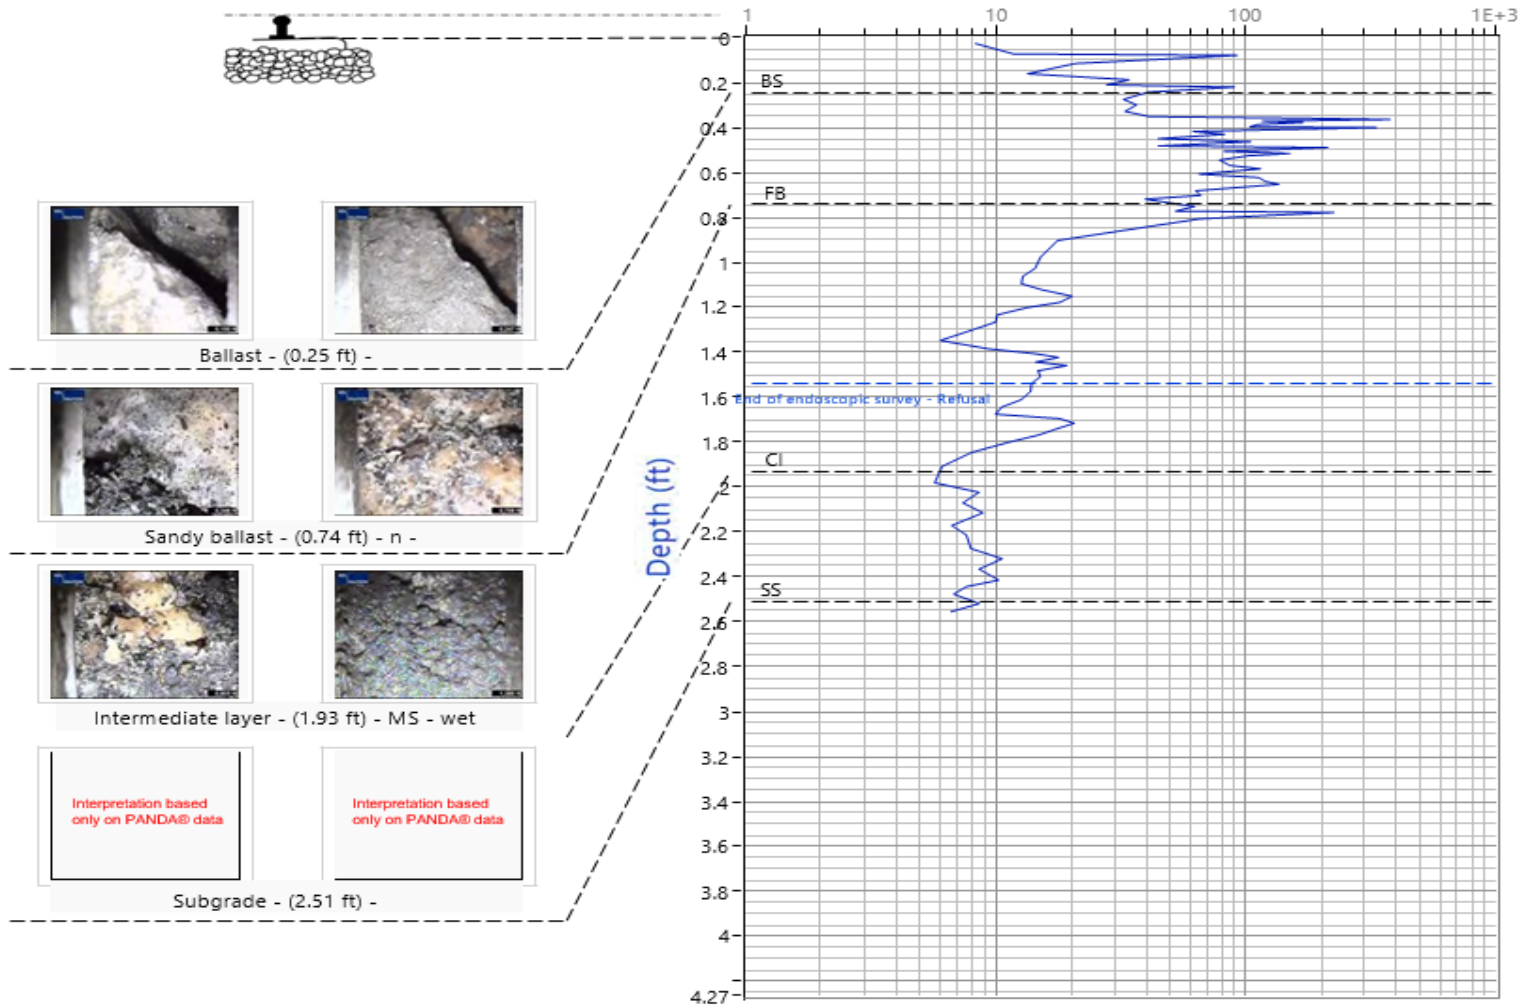 1 10 100 1E+3
0
0.2
0.4
0.6
0.8
1
1.2
1.4
1.6
1.8
2
2.2
2.4
2.6
2.8
3
3.2
3.4
3.6
3.8
4
4.27
Depth (ft)
BS
FB
End of endoscopic survey - Refusal
CI
SS
Ballast - (0.25 ft) -
Sandy ballast - (0.74 ft) - n -
Intermediate layer - (1.93 ft) - MS - wet
Interpretation based
only on PANDA® data
Interpretation based
only on PANDA® data
Subgrade - (2.51 ft) -